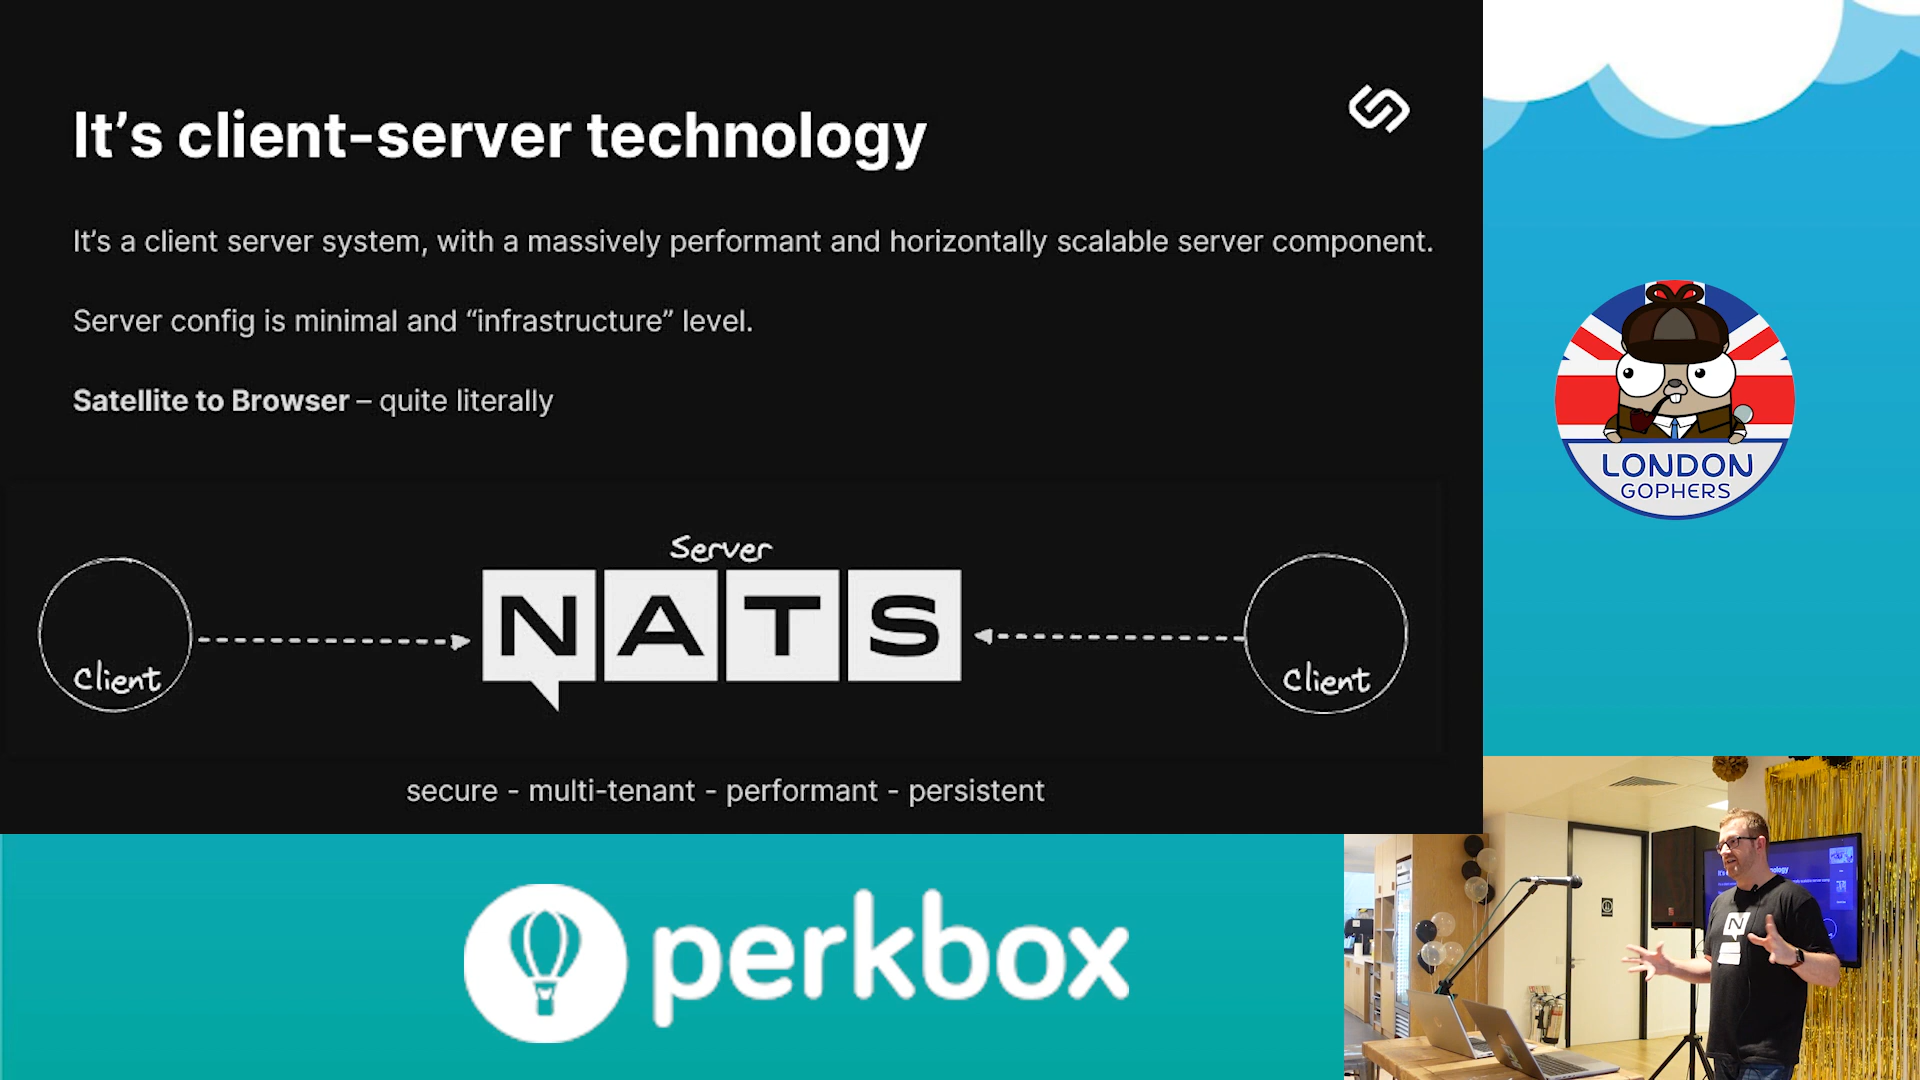 It’s client-server technology
It’s a client server system, with a massively performant and horizontally scalable server component.
Server config is minimal and “infrastructure” level.
Satellite to Browser – quite literally
Server
NATS
Client
Client
secure - multi-tenant - performant - persistent
LONDON
GOPHERS
perkbox
N